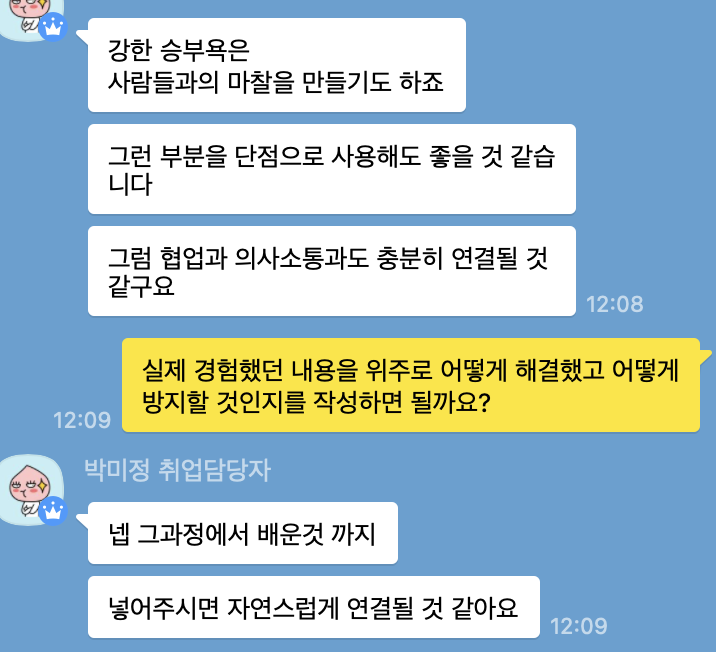 강한 승부욕은
사람들과의 마찰을 만들기도 하죠
그런 부분을 단점으로 사용해도 좋을 것 같습
니다
그럼 협업과 의사소통과도 충분히 연결될 것
같구요
12:08
실제 경험했던 내용을 위주로 어떻게 해결했고 어떻게
방지할 것인지를 작성하면 될까요?
12:09
박미정 취업담당자
넵 그과정에서 배운것 까지
넣어주시면 자연스럽게 연결될 것 같아요
12:09